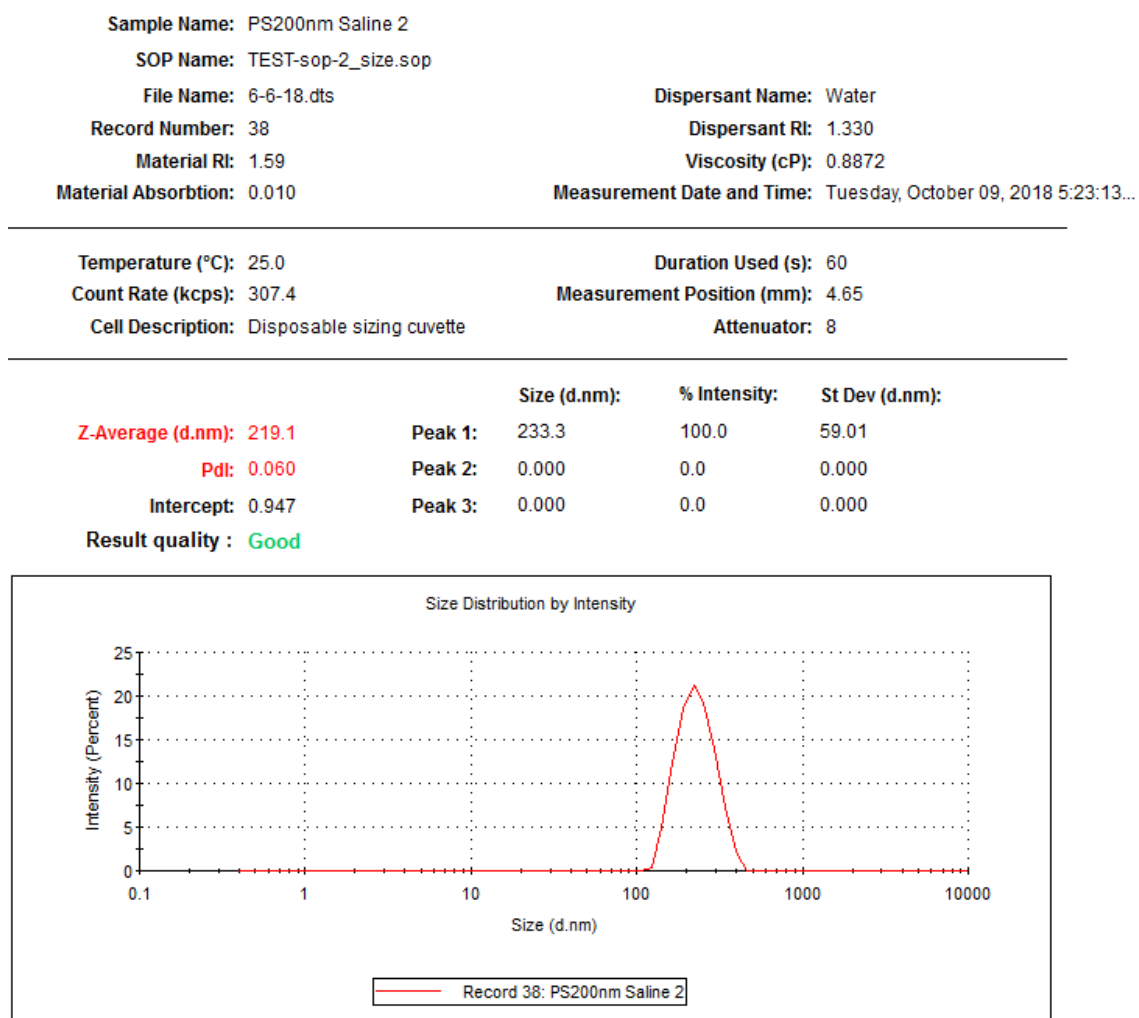 Sample Name: PS200nm Saline 2
SOP Name: TEST-sop-2_size.sop
File Name: 6-6-18.dts Dispersant Name: Water
Record Number: 38 Dispersant RI: 1.330
Material RI: 1.59 Viscosity (cP): 0.8872
Material Absorbtion: 0.010 Measurement Date and Time: Tuesday, October 09, 2018 5:23:13...
Temperature (°C): 25.0 Duration Used (s): 60
Count Rate (kcps): 307.4 Measurement Position (mm): 4.65
Cell Description: Disposable sizing cuvette Attenuator: 8
Size (d.nm): % Intensity: St Dev (d.nm):
Z-Average (d.nm): 219.1 Peak 1: 233.3 100.0 59.01
PdI: 0.060 Peak 2: 0.000 0.0 0.000
Intercept: 0.947 Peak 3: 0.000 0.0 0.000
Result quality : Good
Size Distribution by Intensity
Intensity (Percent)
25
20
15
10
5
0
0.1 1 10 100 1000 10000
Size (d.nm)
Record 38: PS200nm Saline 2